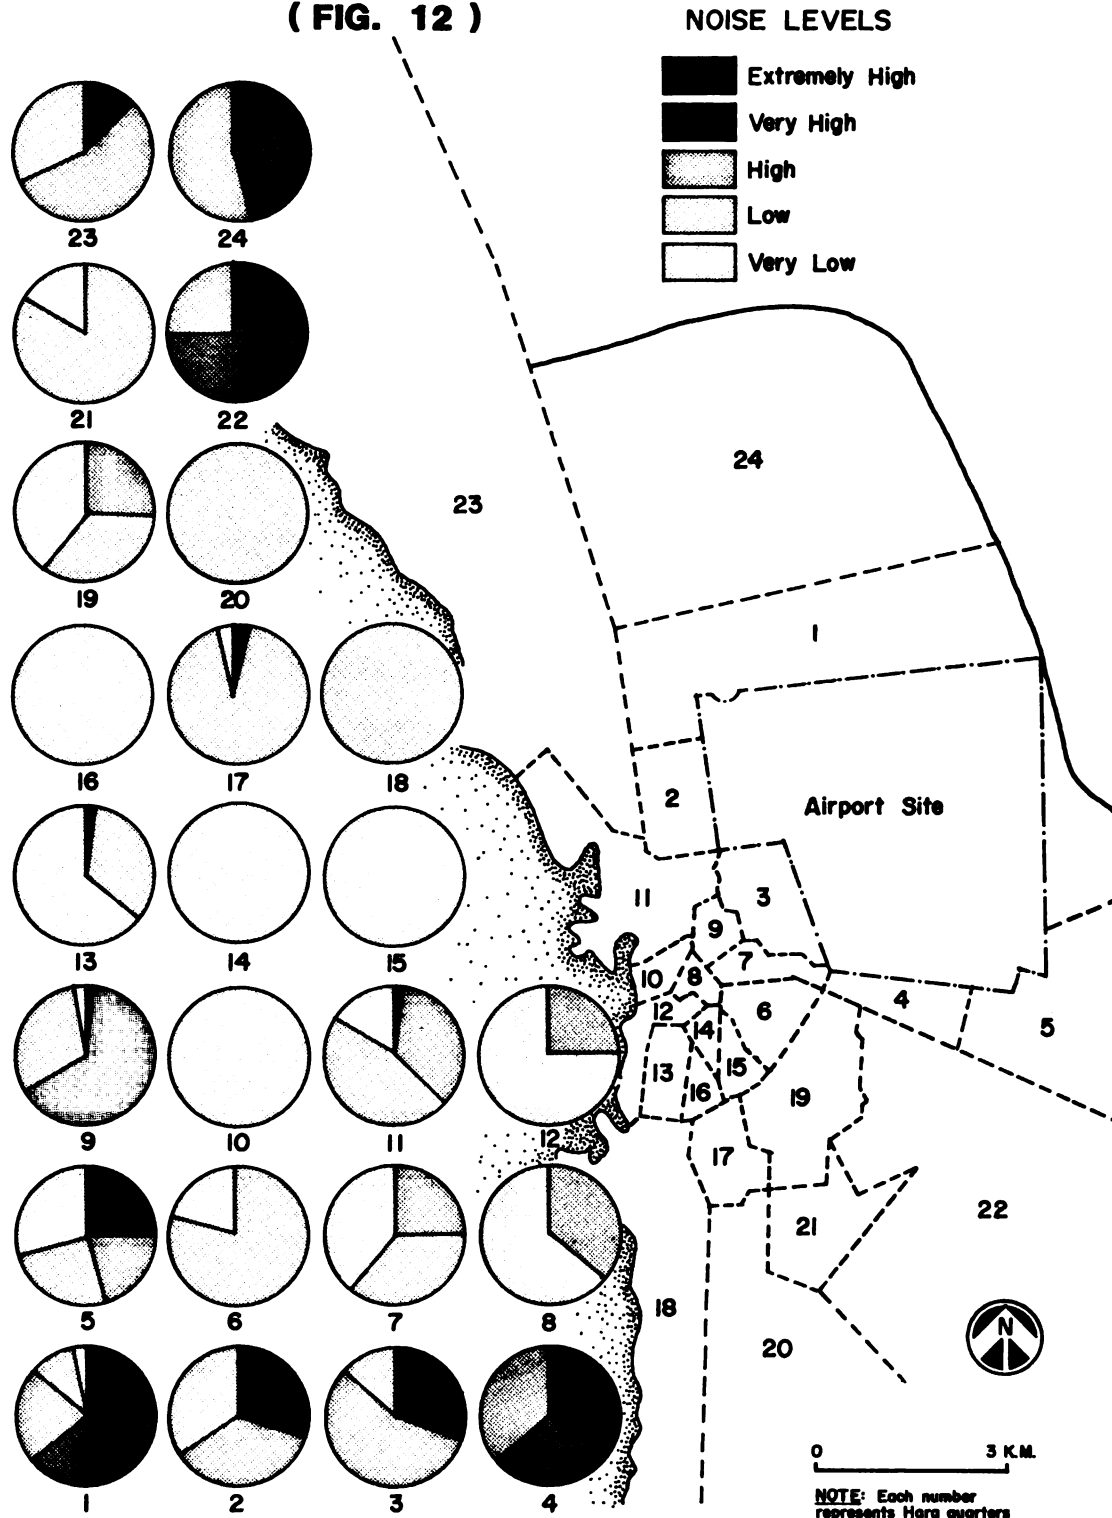 ( FIG. 12 )
NOISE LEVELS
Extremely High
Very High
High
Low
Very Low
23 24
21 22
19 20
16 17 18
13 14 15
9 10 11 12
5 6 7 8
1 2 3 4
24
23
1
2
Airport Site
11
3
9
7
10
8
4
12
6
14
5
15
13
16
19
17
22
21
18
20
N
0 3 K.M.
NOTE: Each number
represents Hara quarters